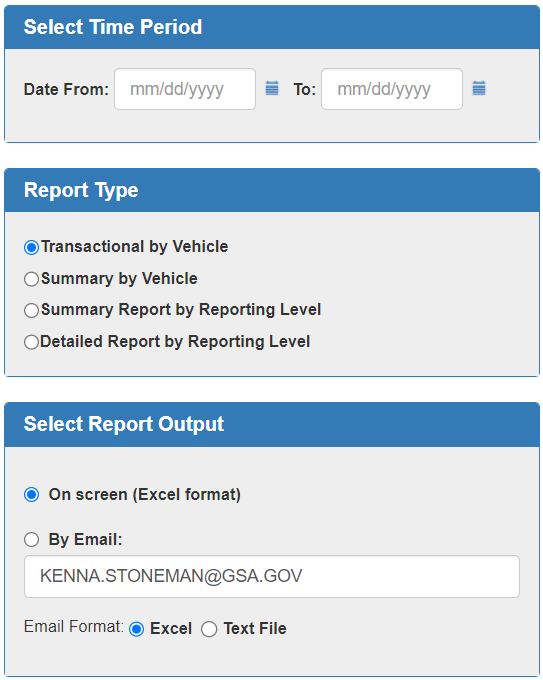 Select Time Period
Date From: mm/dd/yyyy To: mm/dd/yyyy
Report Type
Transactional by Vehicle
Summary by Vehicle
Summary Report by Reporting Level
Detailed Report by Reporting Level
Select Report Output
On screen (Excel format)
By Email:
KENNA.STONEMAN@GSA.GOV
Email Format: Excel Text File